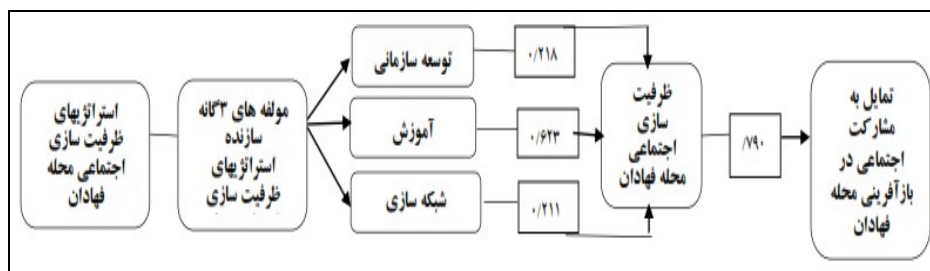 استراتژیهای
ظرفیت سازی
اجتماعی محله
فهادان
مولفه های ۳گانه
سازنده
استراتژیهای
ظرفیت سازی
توسعه سازمانی
۰/۲۱۸
آموزش
۰/۶۲۳
شبکه سازی
۰/۲۱۱
ظرفیت
سازی
اجتماعی
محله فهادان
/۷۹۰
تمایل به
مشارکت
اجتماعی در
بازآفرینی محله
فهادان